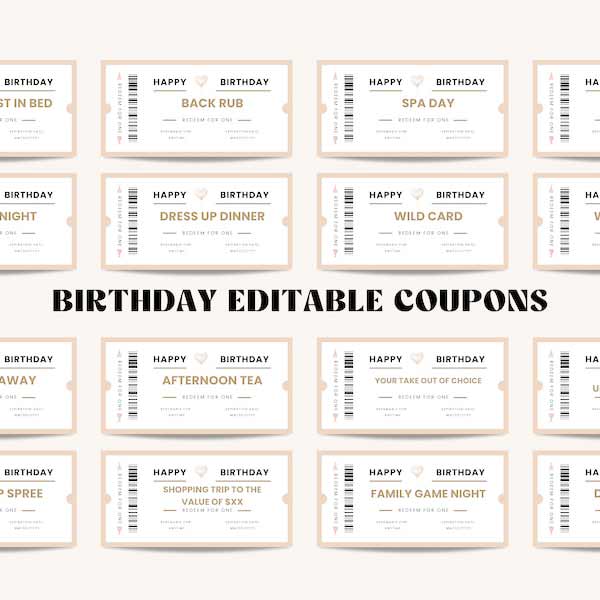 BIRTHDAY
ST IN BED
HAPPY BIRTHDAY
BACK RUB
REDEEM FOR ONE
REDEEM FOR ONE
HAPPY BIRTHDAY
SPA DAY
REDEEM FOR ONE
REDEEM FOR ONE
REDEEM FOR ONE
HAPPY
BIRTHDAY
NIGHT
HAPPY BIRTHDAY
DRESS UP DINNER
REDEEM FOR ONE
REDEEM FOR ONE
HAPPY BIRTHDAY
WILD CARD
REDEEM FOR ONE
REDEEM FOR ONE
REDEEM FOR ONE
HAPPY
W
BIRTHDAY EDITABLE COUPONS
BIRTHDAY
AWAY
HAPPY BIRTHDAY
AFTERNOON TEA
REDEEM FOR ONE
REDEEM FOR ONE
HAPPY BIRTHDAY
YOUR TAKE OUT OF CHOICE
REDEEM FOR ONE
REDEEM FOR ONE
REDEEM FOR ONE
HAPPY
U
BIRTHDAY
P SPREE
HAPPY BIRTHDAY
SHOPPING TRIP TO THE
VALUE OF $XX
REDEEM FOR ONE
REDEEM FOR ONE
HAPPY BIRTHDAY
FAMILY GAME NIGHT
REDEEM FOR ONE
REDEEM FOR ONE
REDEEM FOR ONE
HAPPY
D